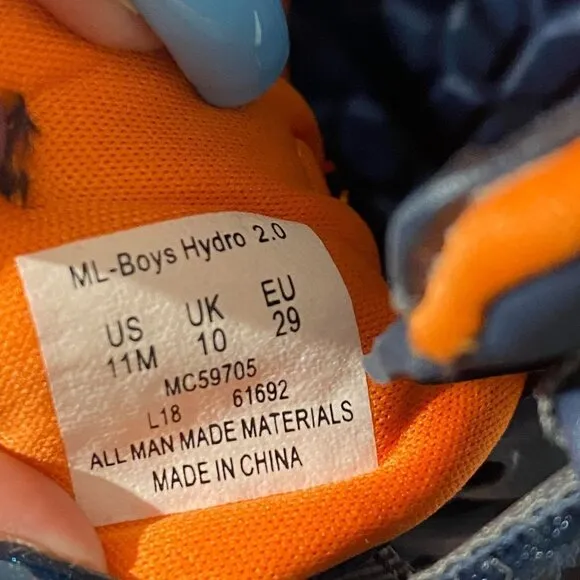 ML-Boys Hydro 2.0
US UK EU
11M 10 29
MC59705
L18 61692
ALL MAN MADE MATERIALS
MADE IN CHINA